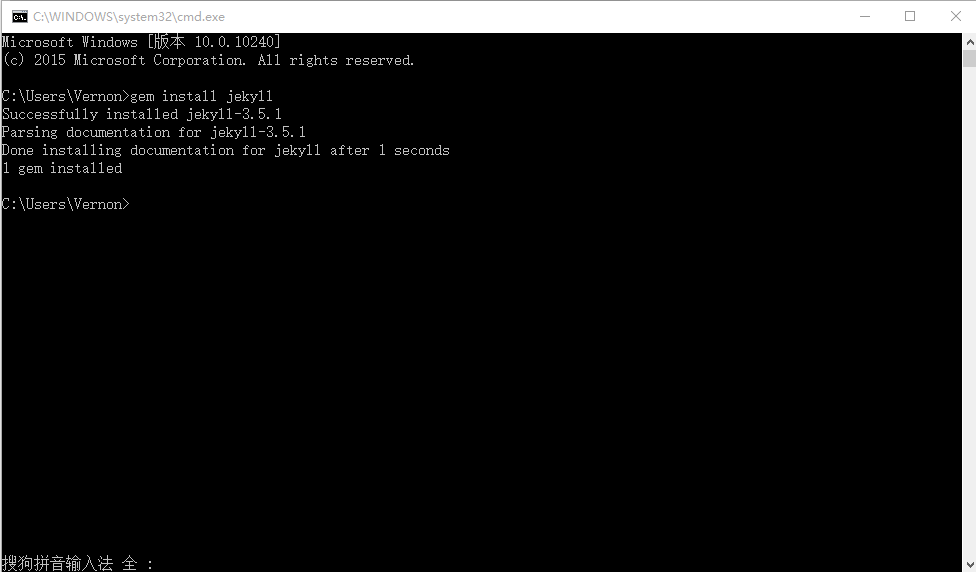 C:\WINDOWS\system32\cmd.exe
Microsoft Windows [版本 10.0.10240]
(c) 2015 Microsoft Corporation. All rights reserved.
C:\Users\Vernon>gem install jekyll
Successfully installed jekyll-3.5.1
Parsing documentation for jekyll-3.5.1
Done installing documentation for jekyll after 1 seconds
1 gem installed
C:\Users\Vernon>
搜狗拼音输入法 全 :